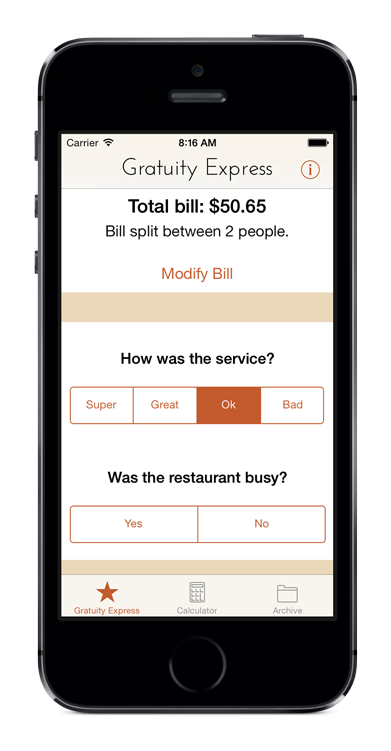 Carrier 8:16 AM
Gratuity Express
Total bill: $50.65
Bill split between 2 people.
Modify Bill
How was the service?
Super Great Ok Bad
Was the restaurant busy?
Yes No
Gratuity Express Calculator Archive